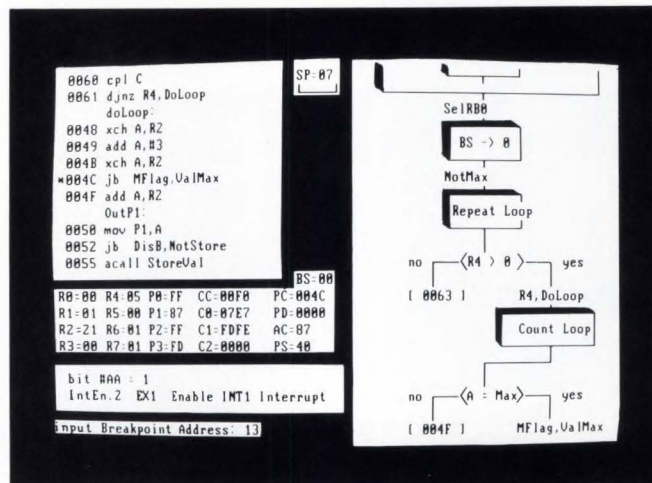 0060 cpl C
0061 djnz R4,DoLoop
doLoop:
0048 xch A,R2
0049 add A,#3
004B xch A,R2
*004C jb MFlag,ValMax
004F add A,R2
OutP1:
0050 mov P1,A
0052 jb DisB,NotStore
0055 acall StoreVal
SP=07
BS=00
R0=00 R4=05 P0=FF CC=00F0 PC=004C
R1=01 R5=00 P1=87 C0=07E7 PD=0000
R2=21 R6=01 P2=FF C1=FDFE AC=87
R3=00 R7=01 P3=FD C2=0000 PS=40
bit #AA = 1
IntEn.2 EX1 Enable INT1 Interrupt
input Breakpoint Address: 13
SelRB0
BS -> 0
NotMax
Repeat Loop
no <R4 > 0 > yes
[ 0063 ] R4,DoLoop
Count Loop
no <A = Max> yes
[ 004F ] MFlag,ValMax